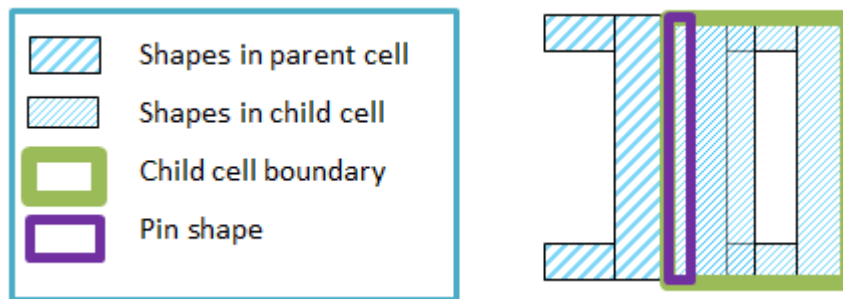 Shapes in parent cell
Shapes in child cell
Child cell boundary
Pin shape